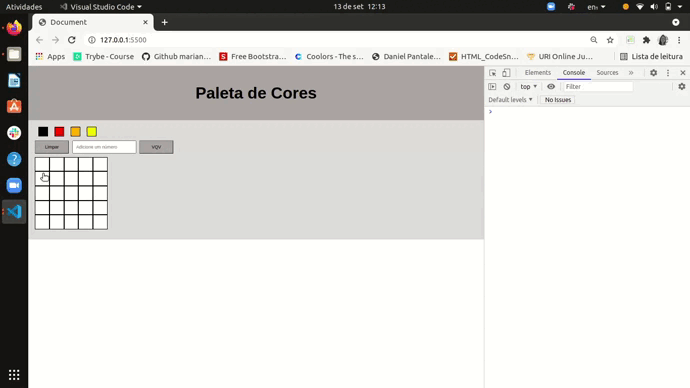 Atividades Visual Studio Code 13 de set 12:13 en₁
Document
127.0.0.1:5500
Apps Trybe - Course Github marian... Free Bootstra... Coolors - The s... Daniel Pantale... HTML_CodeSn... URI Online Ju... Lista de leitura
Elements Console Sources »
top Filter
Default levels No Issues
Paleta de Cores
Limpar Adicione um número VQV